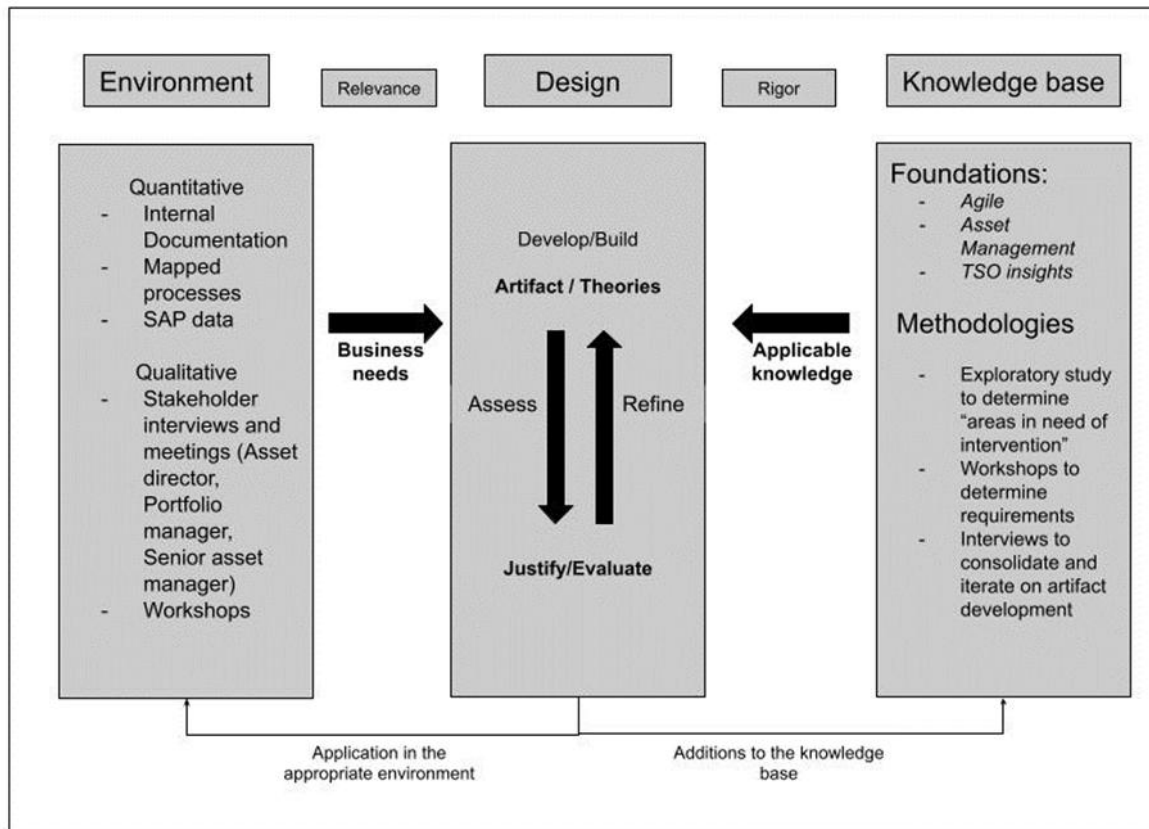 Environment
Relevance
Design
Rigor
Knowledge base
Quantitative
- Internal
Documentation
- Mapped
processes
- SAP data
Qualitative
- Stakeholder
interviews and
meetings (Asset
director,
Portfolio
manager,
Senior asset
manager)
- Workshops
Business
needs
Develop/Build
Artifact / Theories
Assess
Refine
Justify/Evaluate
Applicable
knowledge
Foundations:
- Agile
- Asset
Management
- TSO insights
Methodologies
- Exploratory study
to determine
“areas in need of
intervention”
- Workshops to
determine
requirements
- Interviews to
consolidate and
iterate on artifact
development
Application in the
appropriate environment
Additions to the knowledge
base